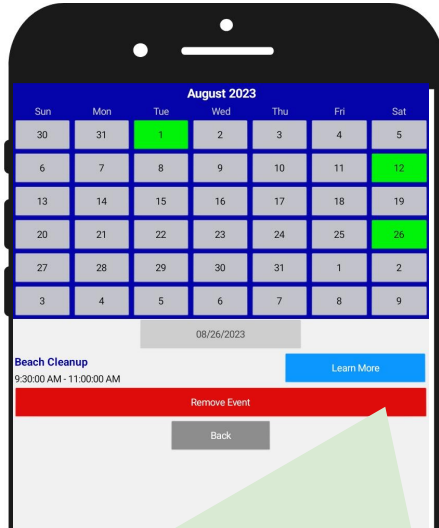 August 2023
Sun Mon Tue Wed Thu Fri Sat
30 31 1 2 3 4 5
6 7 8 9 10 11 12
13 14 15 16 17 18 19
20 21 22 23 24 25 26
27 28 29 30 31 1 2
3 4 5 6 7 8 9
08/26/2023
Beach Cleanup
Learn More
9:30:00 AM - 11:00:00 AM
Remove Event
Back